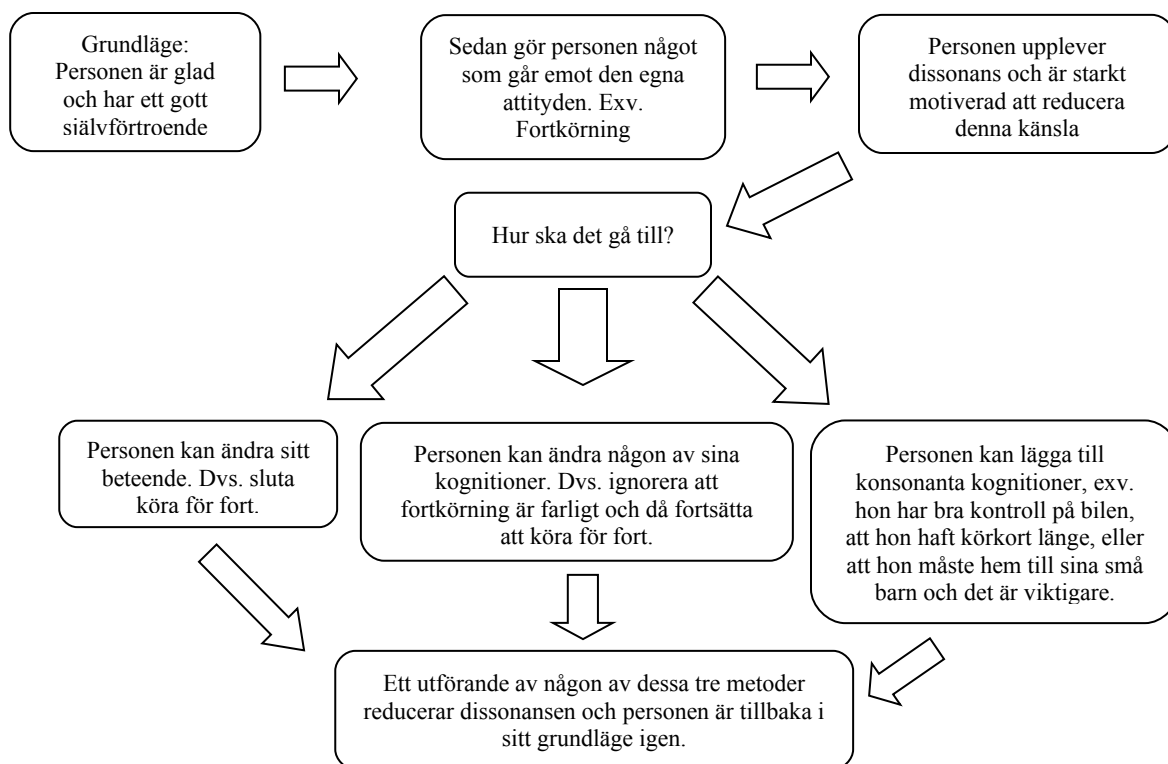 Grundläge:
Personen är glad
och har ett gott
självförtroende
Sedan gör personen något
som går emot den egna
attityden. Exv.
Fortkörning
Personen upplever
dissonans och är starkt
motiverad att reducera
denna känsla
Hur ska det gå till?
Personen kan ändra sitt
beteende. Dvs. sluta
köra för fort.
Personen kan ändra någon av sina
kognitioner. Dvs. ignorera att
fortkörning är farligt och då fortsätta
att köra för fort.
Personen kan lägga till
konsonanta kognitioner, exv.
hon har bra kontroll på bilen,
att hon haft körkort länge, eller
att hon måste hem till sina små
barn och det är viktigare.
Ett utförande av någon av dessa tre metoder
reducerar dissonansen och personen är tillbaka i
sitt grundläge igen.